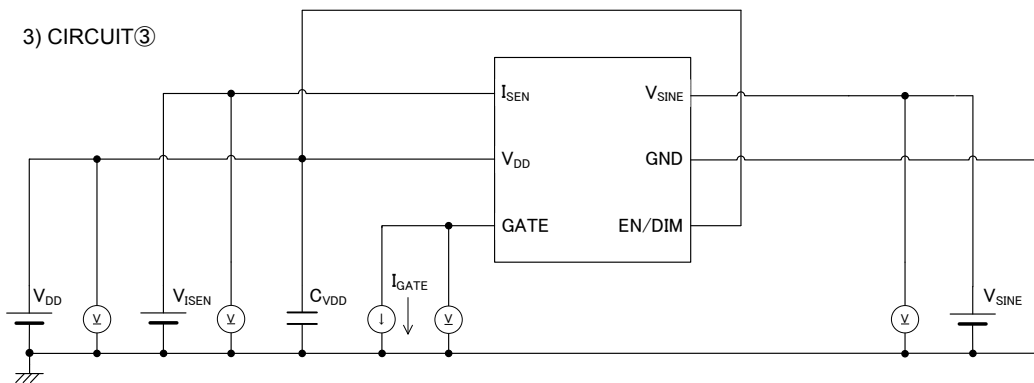 3) CIRCUIT③
I_SEN
V_SINE
V_DD
GND
GATE
EN/DIM
V_DD
V
V_ISEN
V
C_VDD
I_GATE
V
V
V_SINE